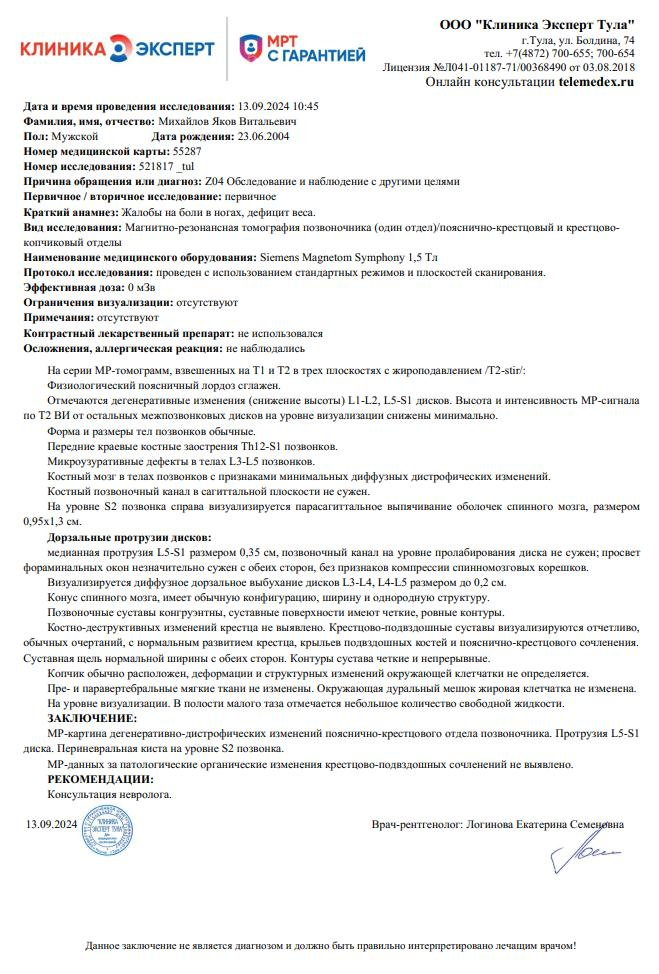 КЛИНИКА ЭКСПЕРТ
МРТ
С ГАРАНТИЕЙ
ООО "Клиника Эксперт Тула"
г.Тула, ул. Болдина, 74
тел. +7(4872) 700-655; 700-654
Лицензия №Л041-01187-71/00368490 от 03.08.2018
Онлайн консультации telemedex.ru
Дата и время проведения исследования: 13.09.2024 10:45
Фамилия, имя, отчество: Михайлов Яков Витальевич
Пол: Мужской Дата рождения: 23.06.2004
Номер медицинской карты: 55287
Номер исследования: 521817 _tul
Причина обращения или диагноз: Z04 Обследование и наблюдение с другими целями
Первичное / вторичное исследование: первичное
Краткий анамнез: Жалобы на боли в ногах, дефицит веса.
Вид исследования: Магнитно-резонансная томография позвоночника (один отдел)/пояснично-крестцовый и крестцово-
копчиковый отделы
Наименование медицинского оборудования: Siemens Magnetom Symphony 1,5 Тл
Протокол исследования: проведен с использованием стандартных режимов и плоскостей сканирования.
Эффективная доза: 0 мЗв
Ограничения визуализации: отсутствуют
Примечания: отсутствуют
Контрастный лекарственный препарат: не использовался
Осложнения, аллергическая реакция: не наблюдались
На серии МР-томограмм, взвешенных на Т1 и Т2 в трех плоскостях с жироподавлением /T2-stir/:
Физиологический поясничный лордоз сглажен.
Отмечаются дегенеративные изменения (снижение высоты) L1-L2, L5-S1 дисков. Высота и интенсивность МР-сигнала
по Т2 ВИ от остальных межпозвонковых дисков на уровне визуализации снижены минимально.
Форма и размеры тел позвонков обычные.
Передние краевые костные заострения Th12-S1 позвонков.
Микроузуративные дефекты в телах L3-L5 позвонков.
Костный мозг в телах позвонков с признаками минимальных диффузных дистрофических изменений.
Костный позвоночный канал в сагиттальной плоскости не сужен.
На уровне S2 позвонка справа визуализируется парасагиттальное выпячивание оболочек спинного мозга, размером
0,95х1,3 см.
Дорзальные протрузии дисков:
медианная протрузия L5-S1 размером 0,35 см, позвоночный канал на уровне пролабирования диска не сужен; просвет
фораминальных окон незначительно сужен с обеих сторон, без признаков компрессии спинномозговых корешков.
Визуализируется диффузное дорзальное выбухание дисков L3-L4, L4-L5 размером до 0,2 см.
Конус спинного мозга, имеет обычную конфигурацию, ширину и однородную структуру.
Позвоночные суставы конгруэнтны, суставные поверхности имеют четкие, ровные контуры.
Костно-деструктивных изменений крестца не выявлено. Крестцово-подвздошные суставы визуализируются отчетливо,
обычных очертаний, с нормальным развитием крестца, крыльев подвздошных костей и пояснично-крестцового сочленения.
Суставная щель нормальной ширины с обеих сторон. Контуры сустава четкие и непрерывные.
Копчик обычно расположен, деформации и структурных изменений окружающей клетчатки не определяется.
Пре- и паравертебральные мягкие ткани не изменены. Окружающая дуральный мешок жировая клетчатка не изменена.
На уровне визуализации. В полости малого таза отмечается небольшое количество свободной жидкости.
ЗАКЛЮЧЕНИЕ:
МР-картина дегенеративно-дистрофических изменений пояснично-крестцового отдела позвоночника. Протрузия L5-S1
диска. Периневральная киста на уровне S2 позвонка.
МР-данных за патологические органические изменения крестцово-подвздошных сочленений не выявлено.
РЕКОМЕНДАЦИИ:
Консультация невролога.
13.09.2024
"КЛИНИКА
ЭКСПЕРТ ТУЛА"
Врач-рентгенолог: Логинова Екатерина Семеновна
Данное заключение не является диагнозом и должно быть правильно интерпретировано лечащим врачом!